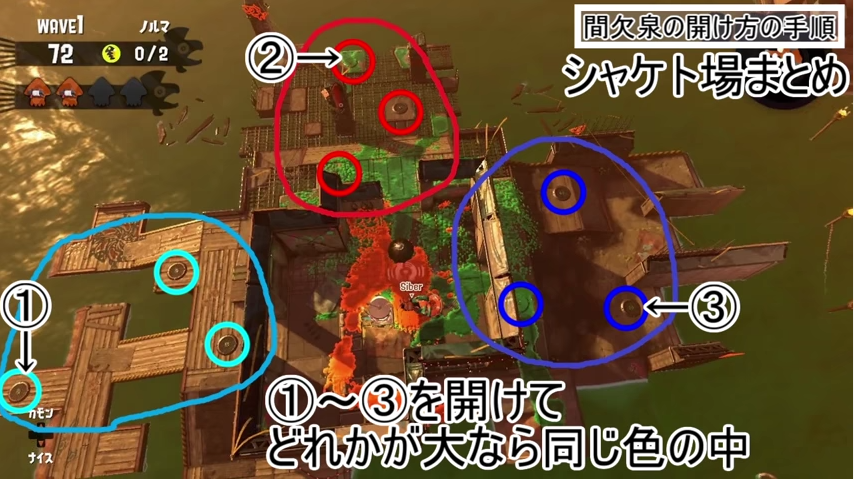 WAVE1
ノルマ
72
0/2
間欠泉の開け方の手順
シャケト場まとめ
②→
①
↓
Siber
←③
カモン
ナイス
①～③を開けて
どれかが大なら同じ色の中